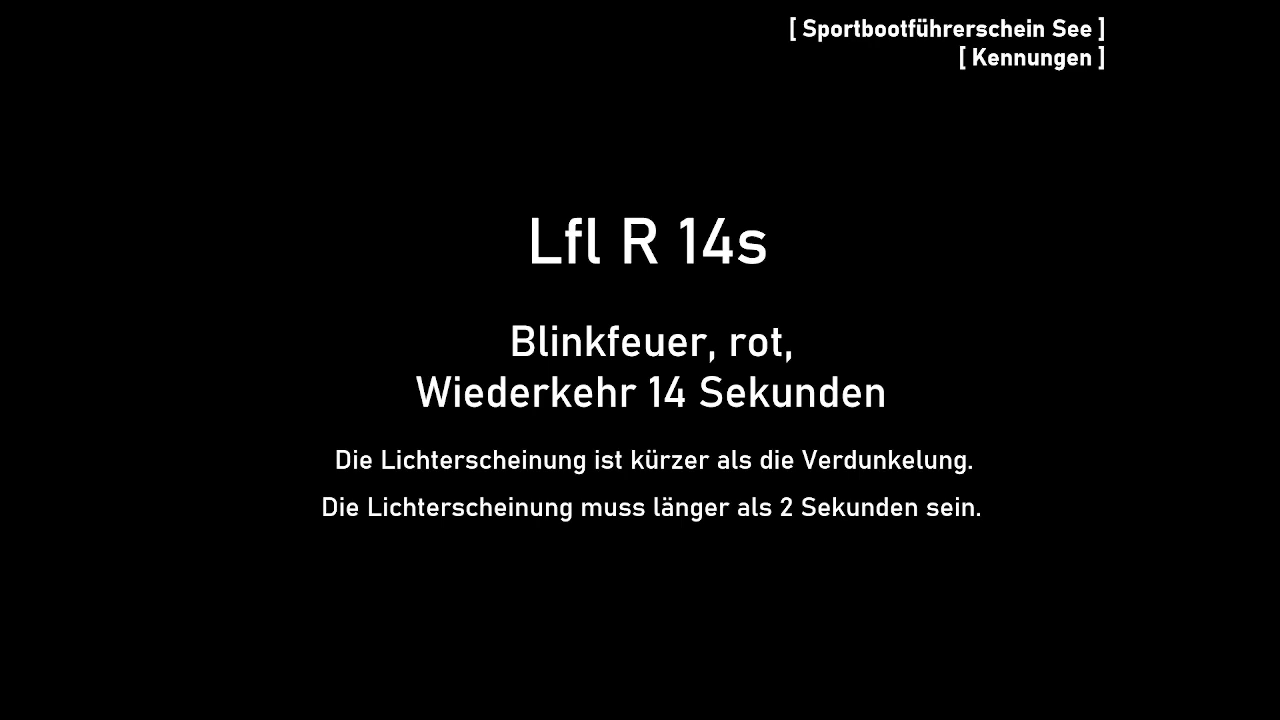 [ Sportbootführerschein See ]
[ Kennungen ]
Lfl R 14s
Blinkfeuer, rot,
Wiederkehr 14 Sekunden
Die Lichterscheinung ist kürzer als die Verdunkelung.
Die Lichterscheinung muss länger als 2 Sekunden sein.